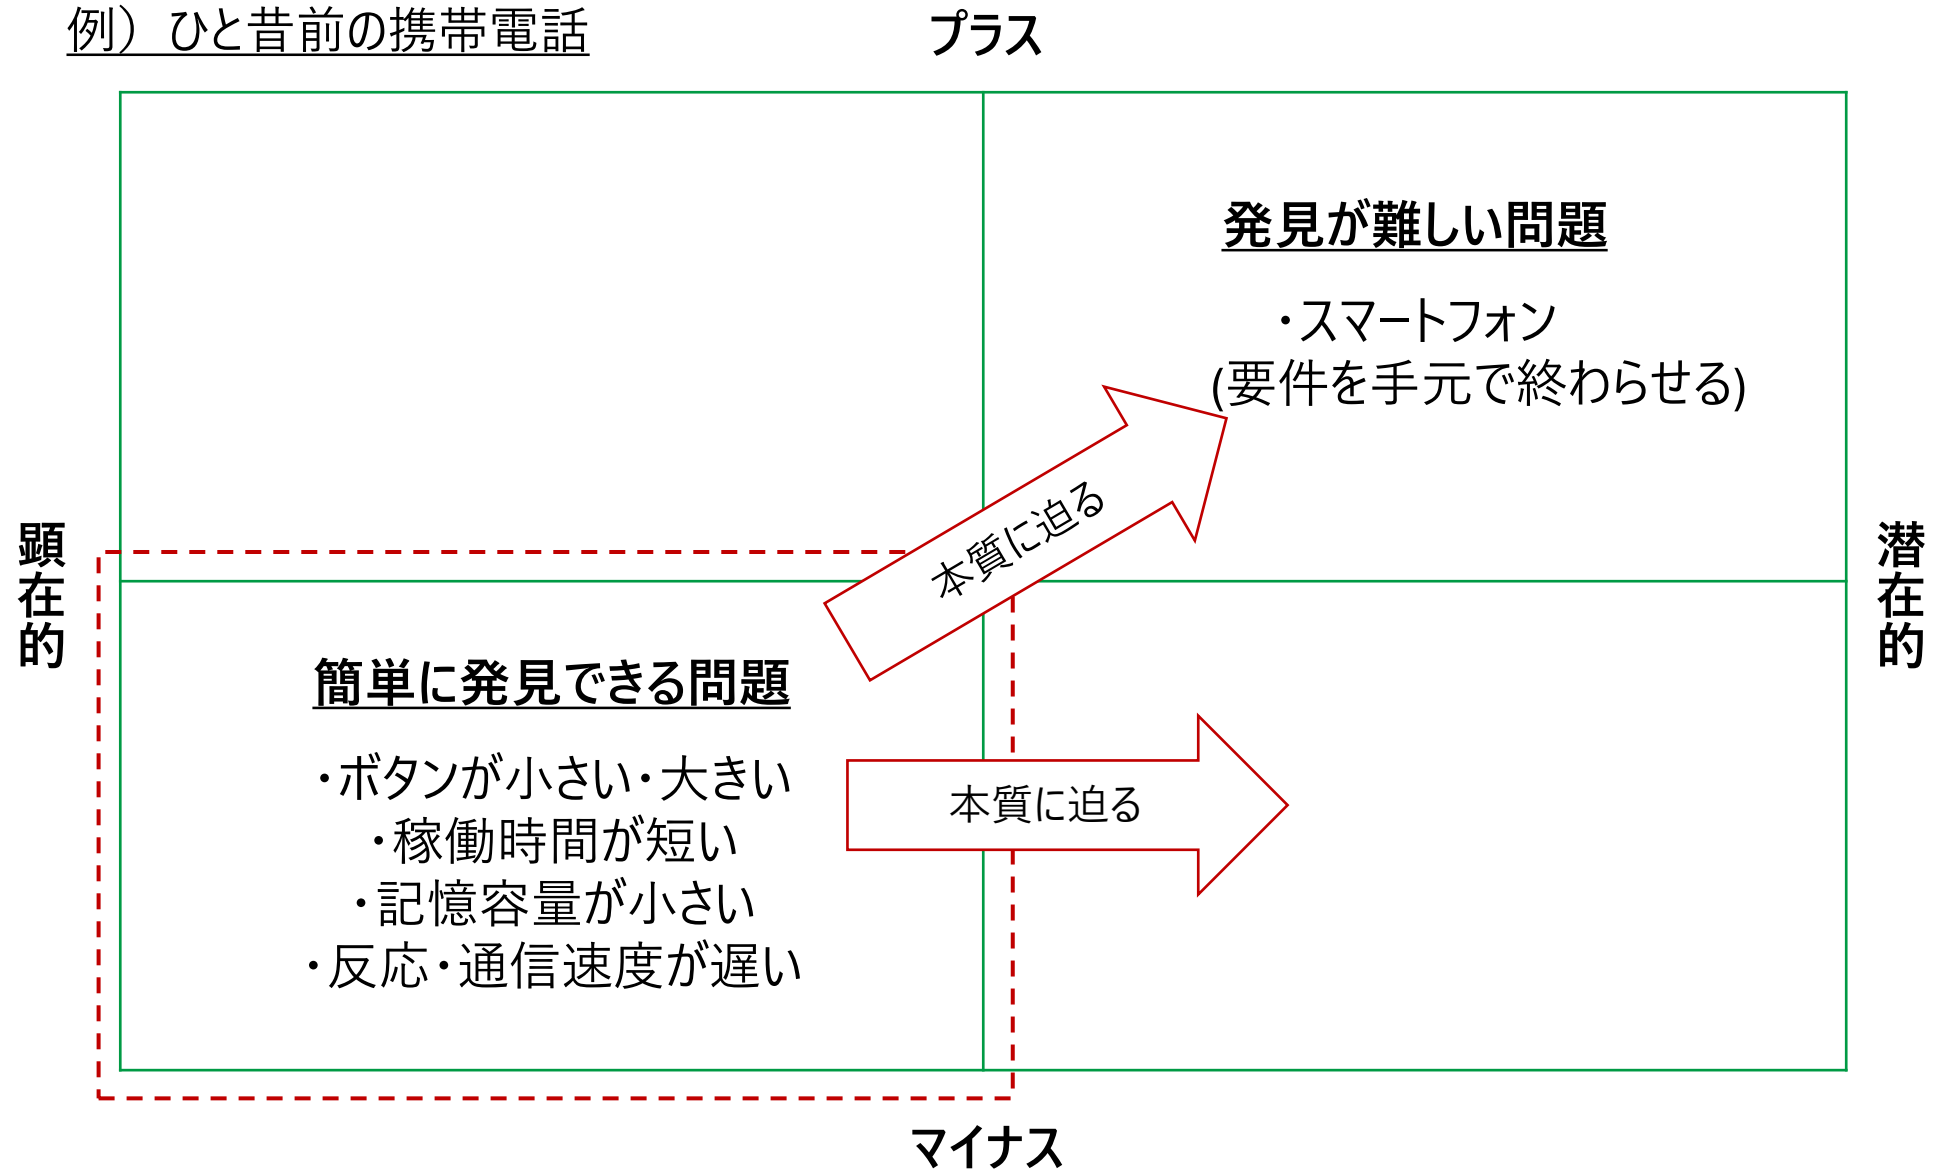 例）ひと昔前の携帯電話
プラス
発見が難しい問題
・スマートフォン
(要件を手元で終わらせる)
本質に迫る
顕在的
潜在的
簡単に発見できる問題
・ボタンが小さい・大きい
・稼働時間が短い
・記憶容量が小さい
・反応・通信速度が遅い
本質に迫る
マイナス